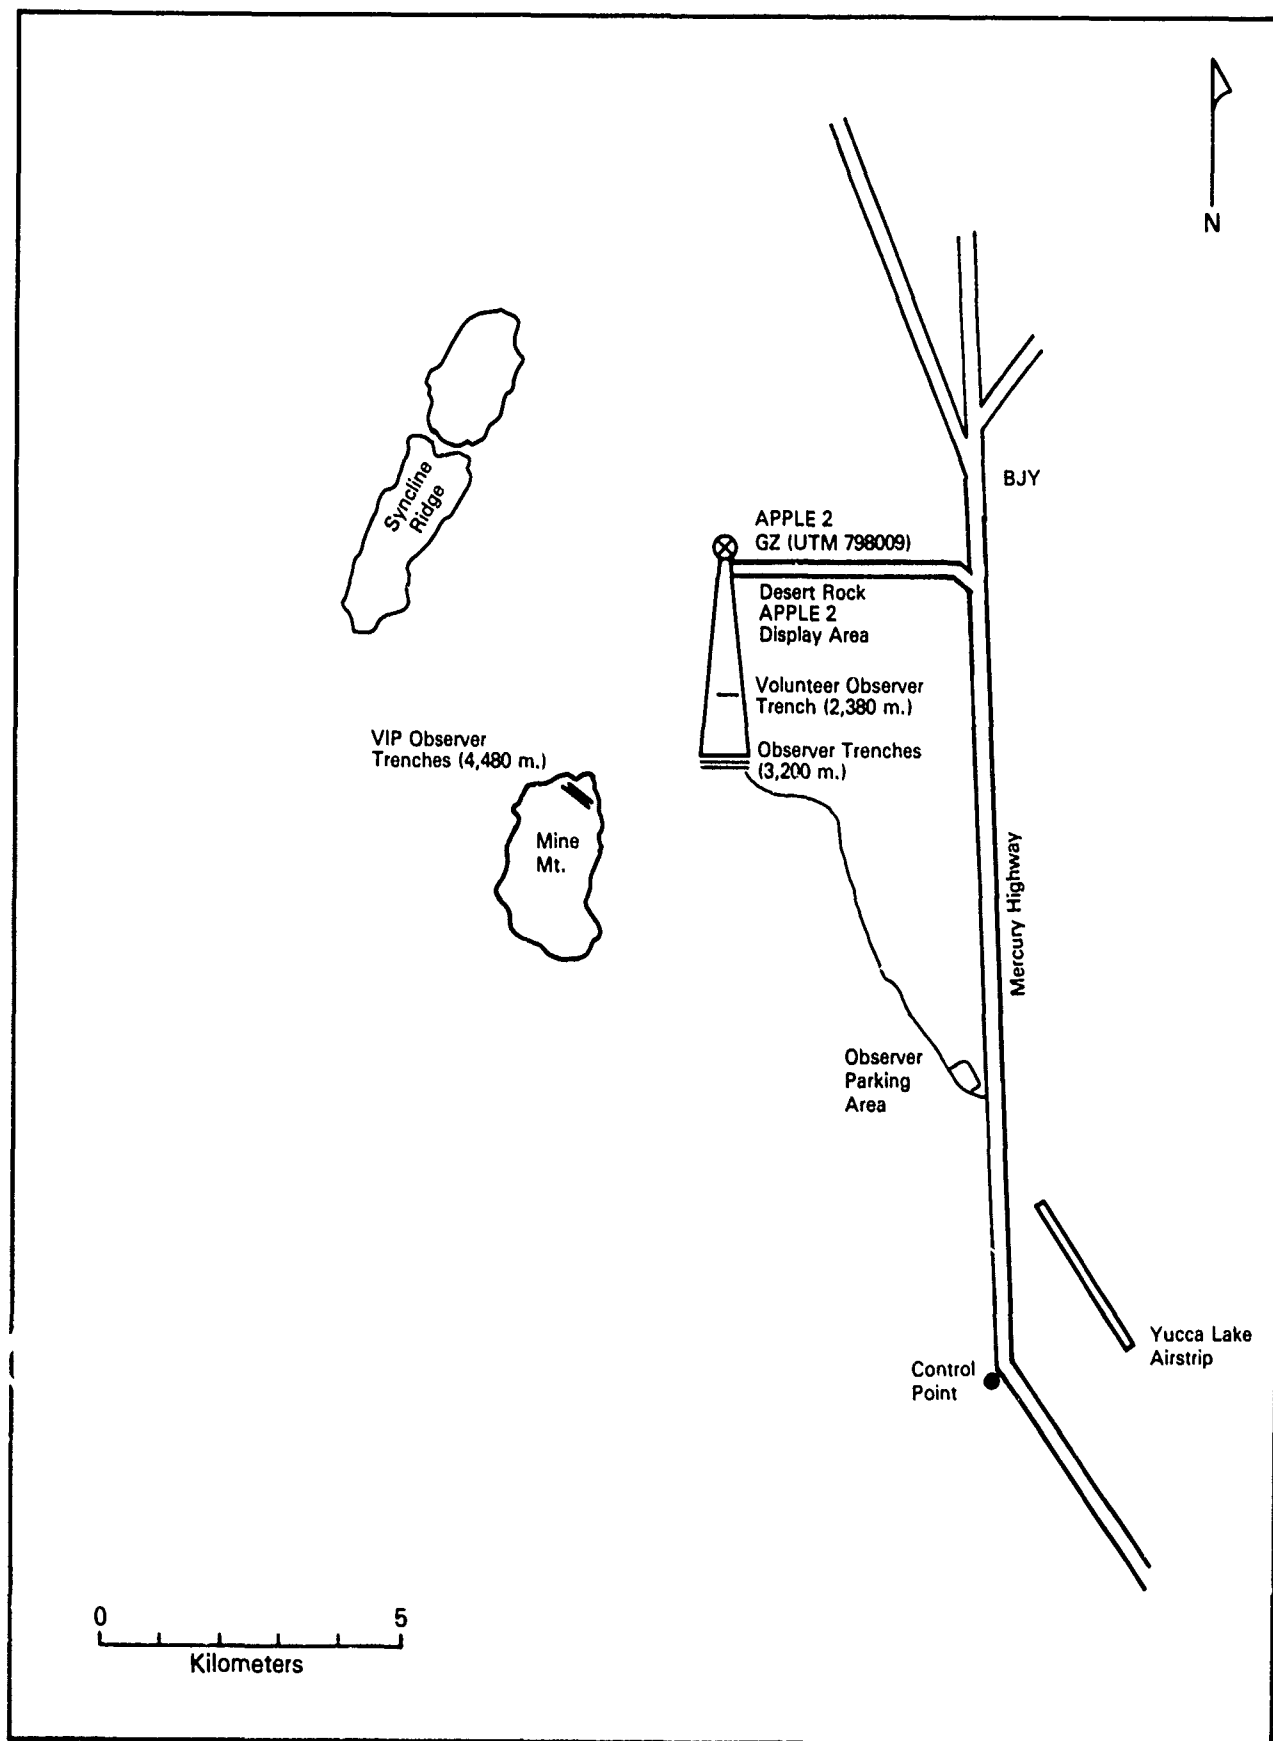 N
BJY
Syncline
Ridge
APPLE 2
GZ (UTM 798009)
Desert Rock
APPLE 2
Display Area
Volunteer Observer
Trench (2,380 m.)
VIP Observer
Trenches (4,480 m.)
Observer Trenches
(3,200 m.)
Mine
Mt.
Mercury Highway
Observer
Parking
Area
Yucca Lake
Airstrip
Control
Point
0 5
Kilometers